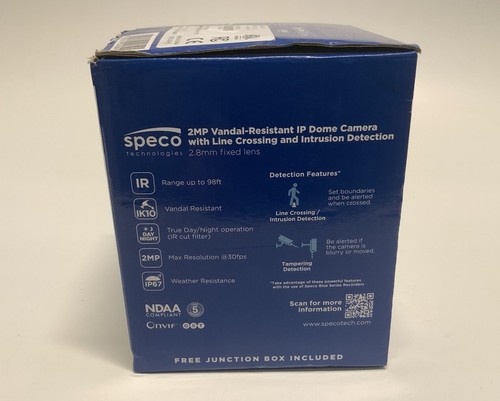 speco
technologies
2MP Vandal-Resistant IP Dome Camera
with Line Crossing and Intrusion Detection*
2.8mm fixed lens
IR
Range up to 98ft
IK10
Vandal Resistant
DAY
NIGHT
True Day/Night operation
(IR cut filter)
2MP
Max Resolution @30fps
IP67
Weather Resistance
NDAA
COMPLIANT
5
ONVIF
Detection Features*
Set boundaries
and be alerted
when crossed.
Line Crossing /
Intrusion Detection
Be alerted if
the camera is
blurry or moved.
Tampering
Detection
*Take advantage of these powerful features
with the use of Speco Blue Series Recorders
Scan for more
information
www.specotech.com
FREE JUNCTION BOX INCLUDED